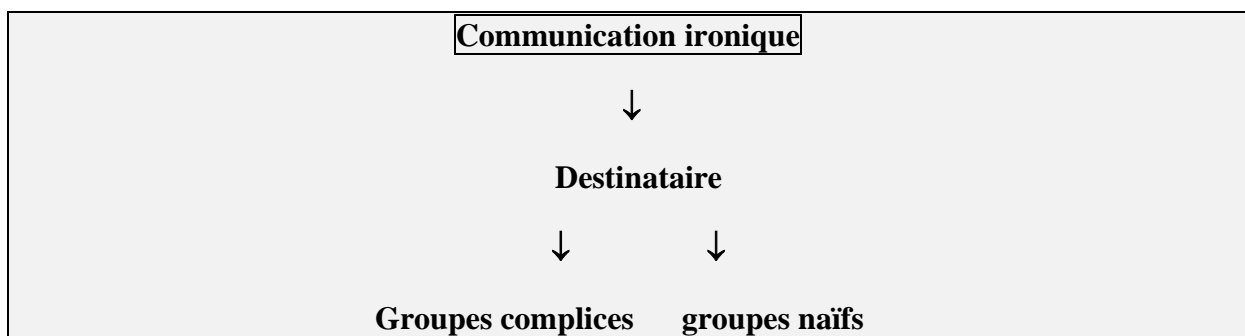 Communication ironique
↓
Destinataire
↓ ↓
Groupes complices groupes naïfs